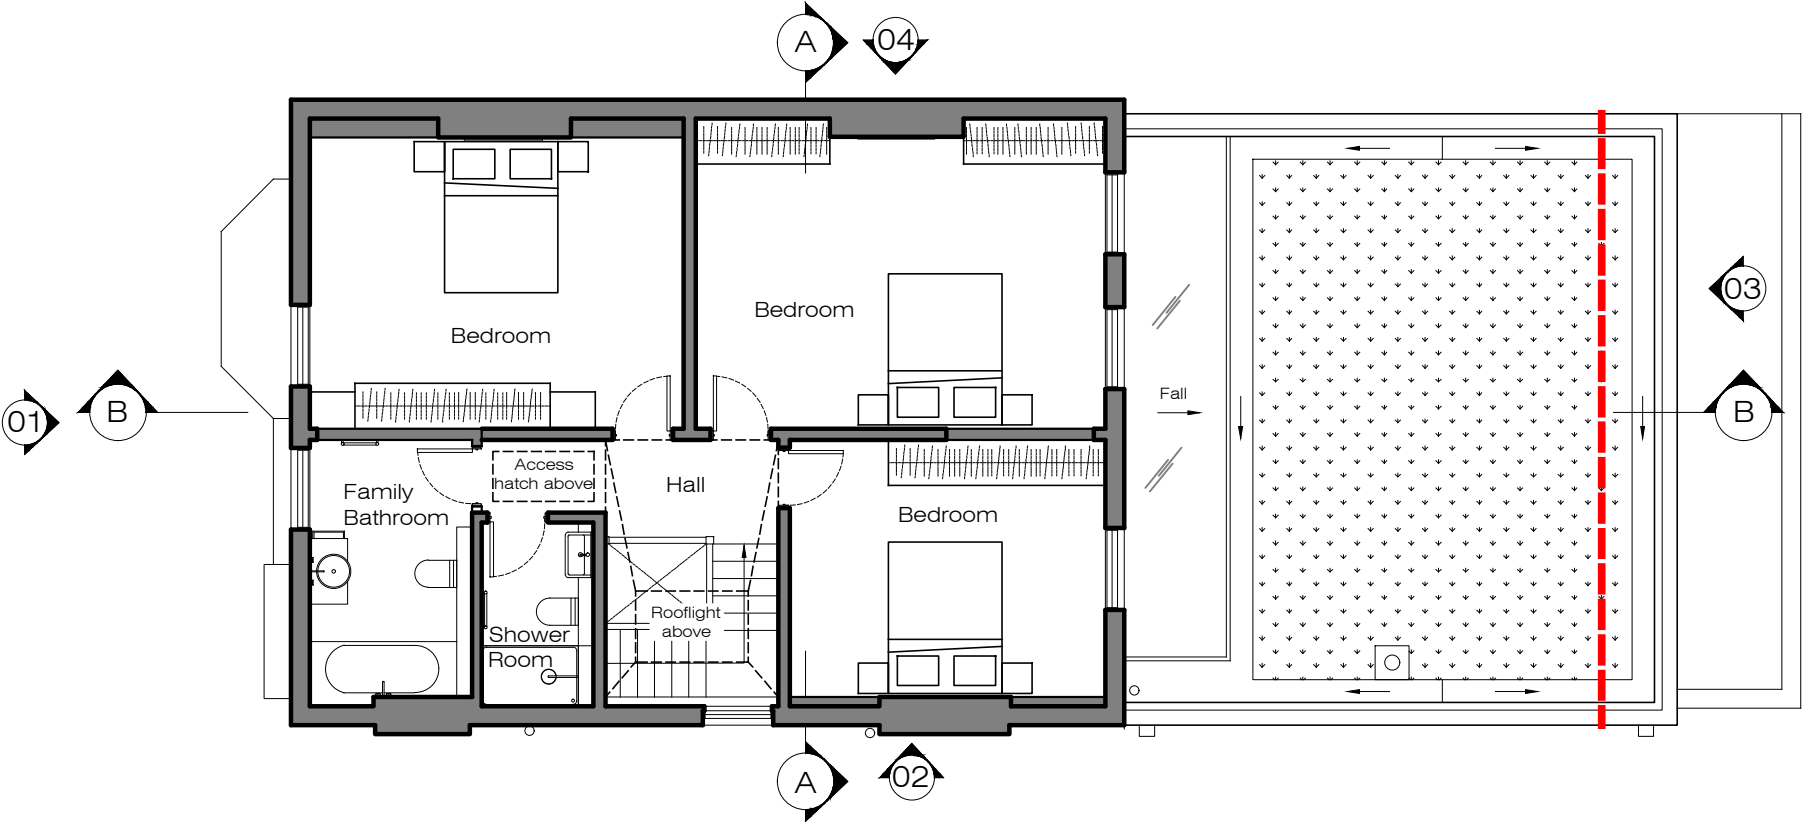 A
04
03
Bedroom
Bedroom
Fall
01
B
B
Access
hatch above
Hall
Family
Bathroom
Bedroom
Rooflight
above
Shower
Room
A
02